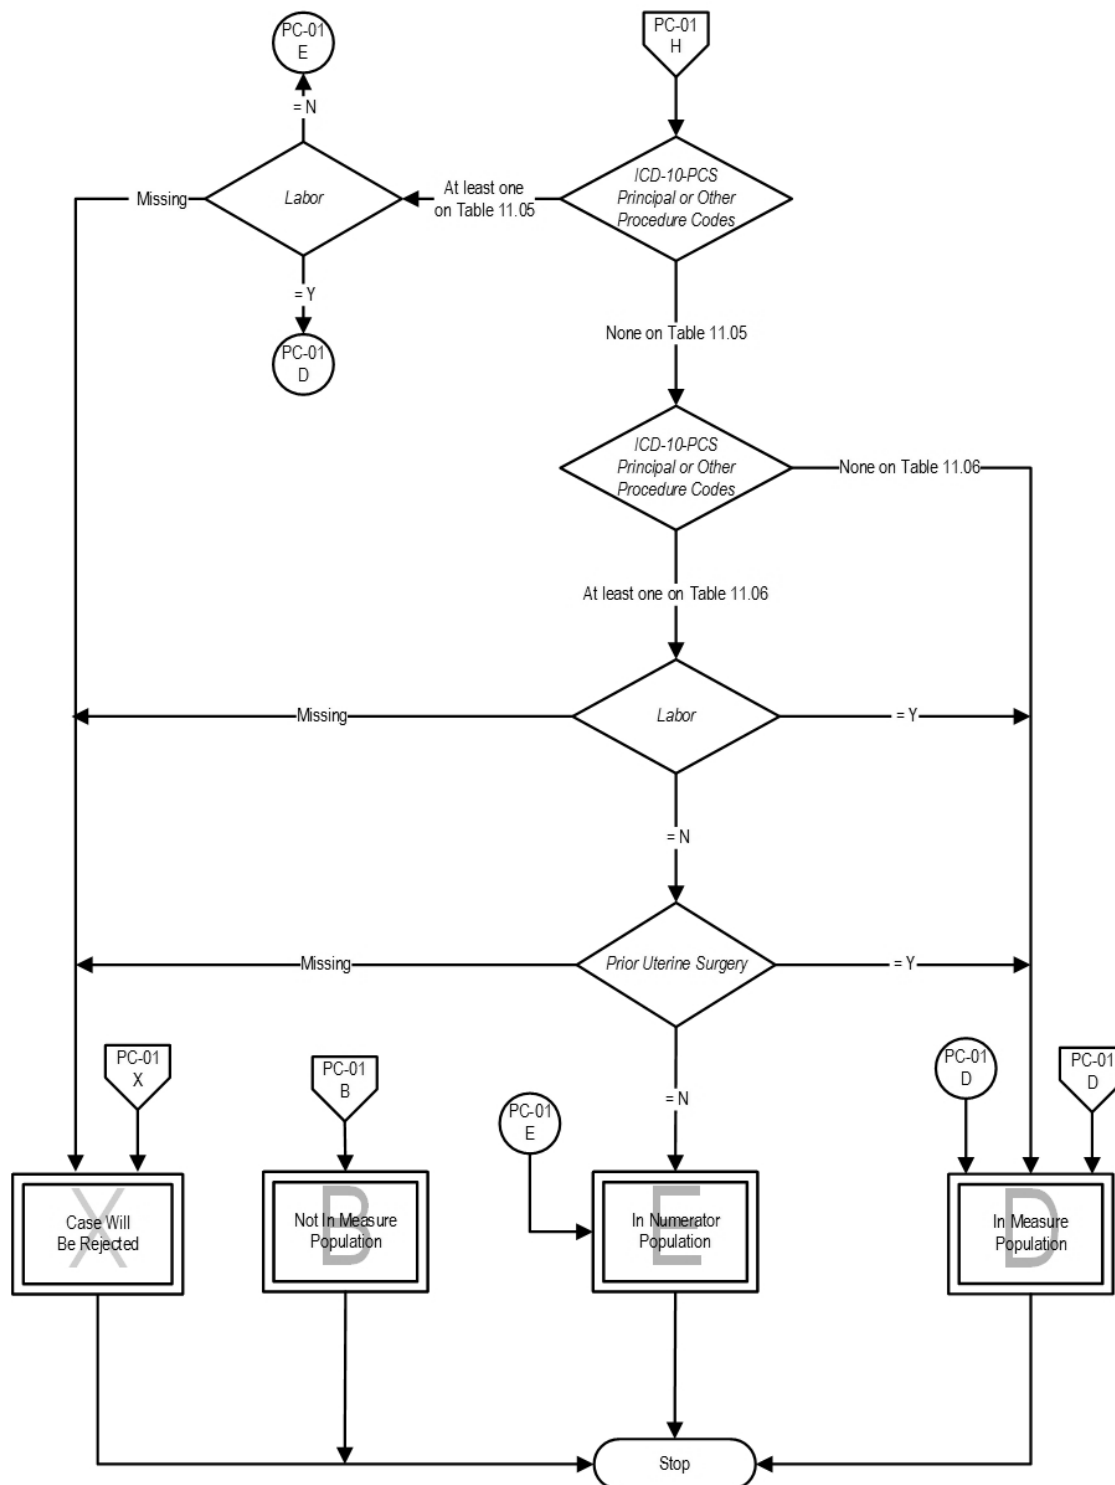 PC-01
E
PC-01
H
= N
ICD-10-PCS
Principal or Other
Procedure Codes
Missing
Labor
At least one
on Table 11.05
= Y
None on Table 11.05
PC-01
D
ICD-10-PCS
Principal or Other
Procedure Codes
None on Table 11.06
At least one on Table 11.06
Missing
Labor
= Y
= N
Missing
Prior Uterine Surgery
= Y
PC-01
X
PC-01
B
= N
PC-01
E
PC-01
D
PC-01
D
X
Case Will
Be Rejected
B
Not In Measure
Population
E
In Numerator
Population
D
In Measure
Population
Stop